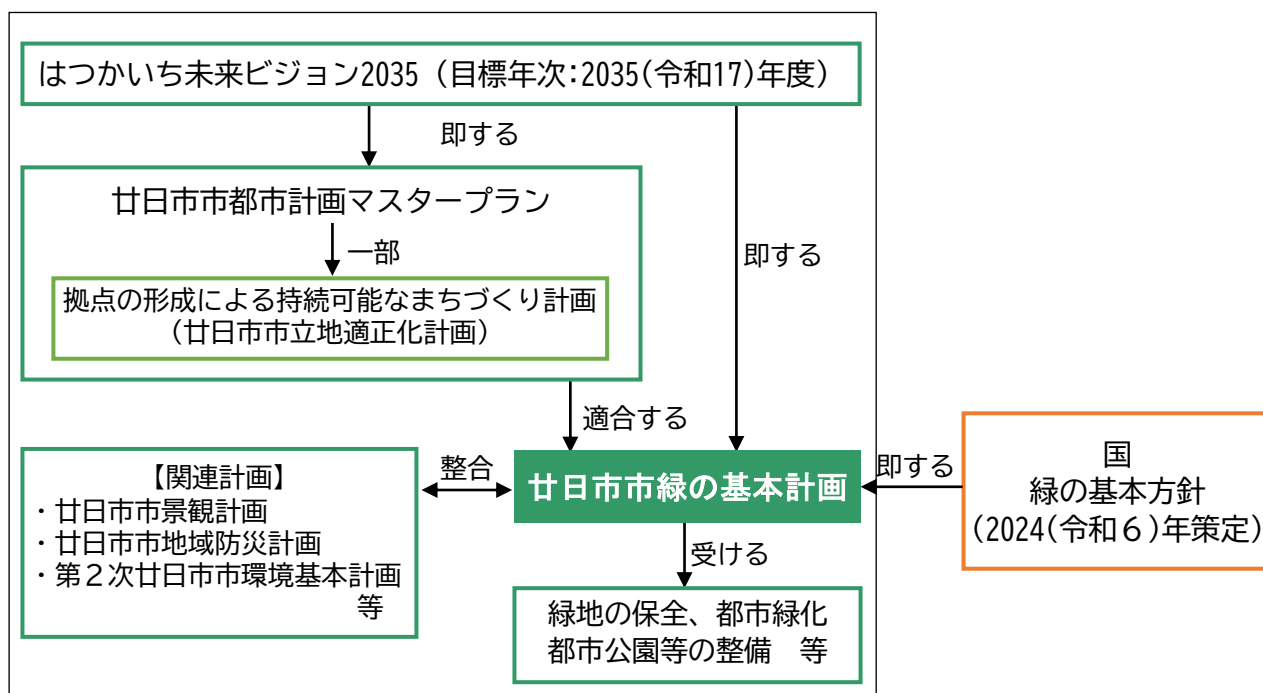 はつかいち未来ビジョン2035（目標年次:2035(令和17)年度）
即する
廿日市市都市計画マスタープラン
一部
即する
拠点の形成による持続可能なまちづくり計画
（廿日市市立地適正化計画）
適合する
【関連計画】
・廿日市市景観計画
・廿日市市地域防災計画
・第２次廿日市市環境基本計画
等
整合
廿日市市緑の基本計画
即する
国
緑の基本方針
(2024(令和６)年策定)
受ける
緑地の保全、都市緑化
都市公園等の整備　等